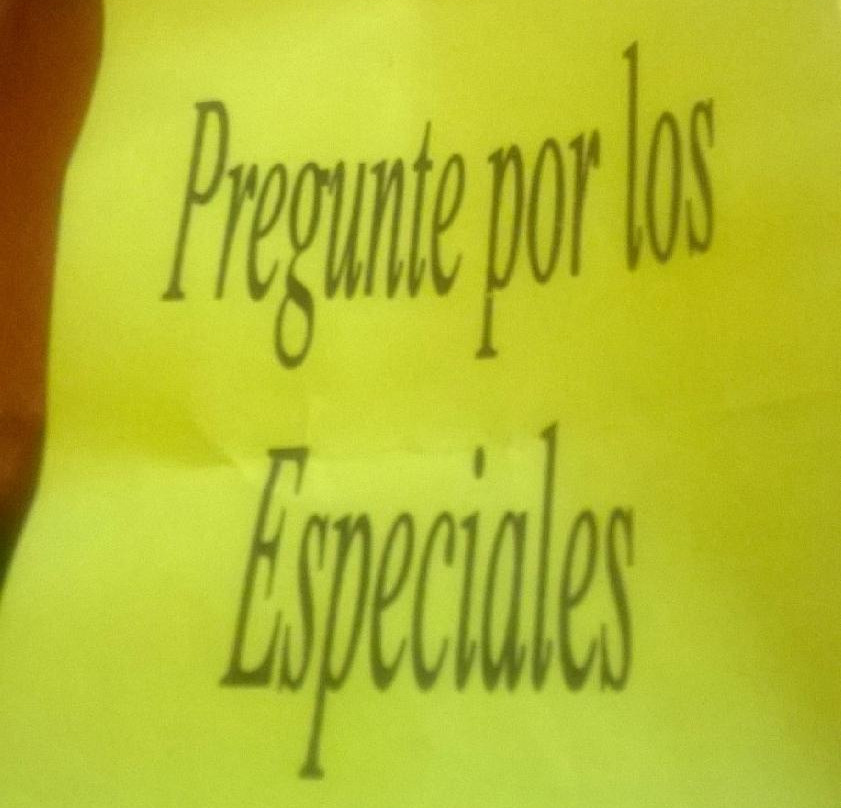 Pregunte por los
Especiales